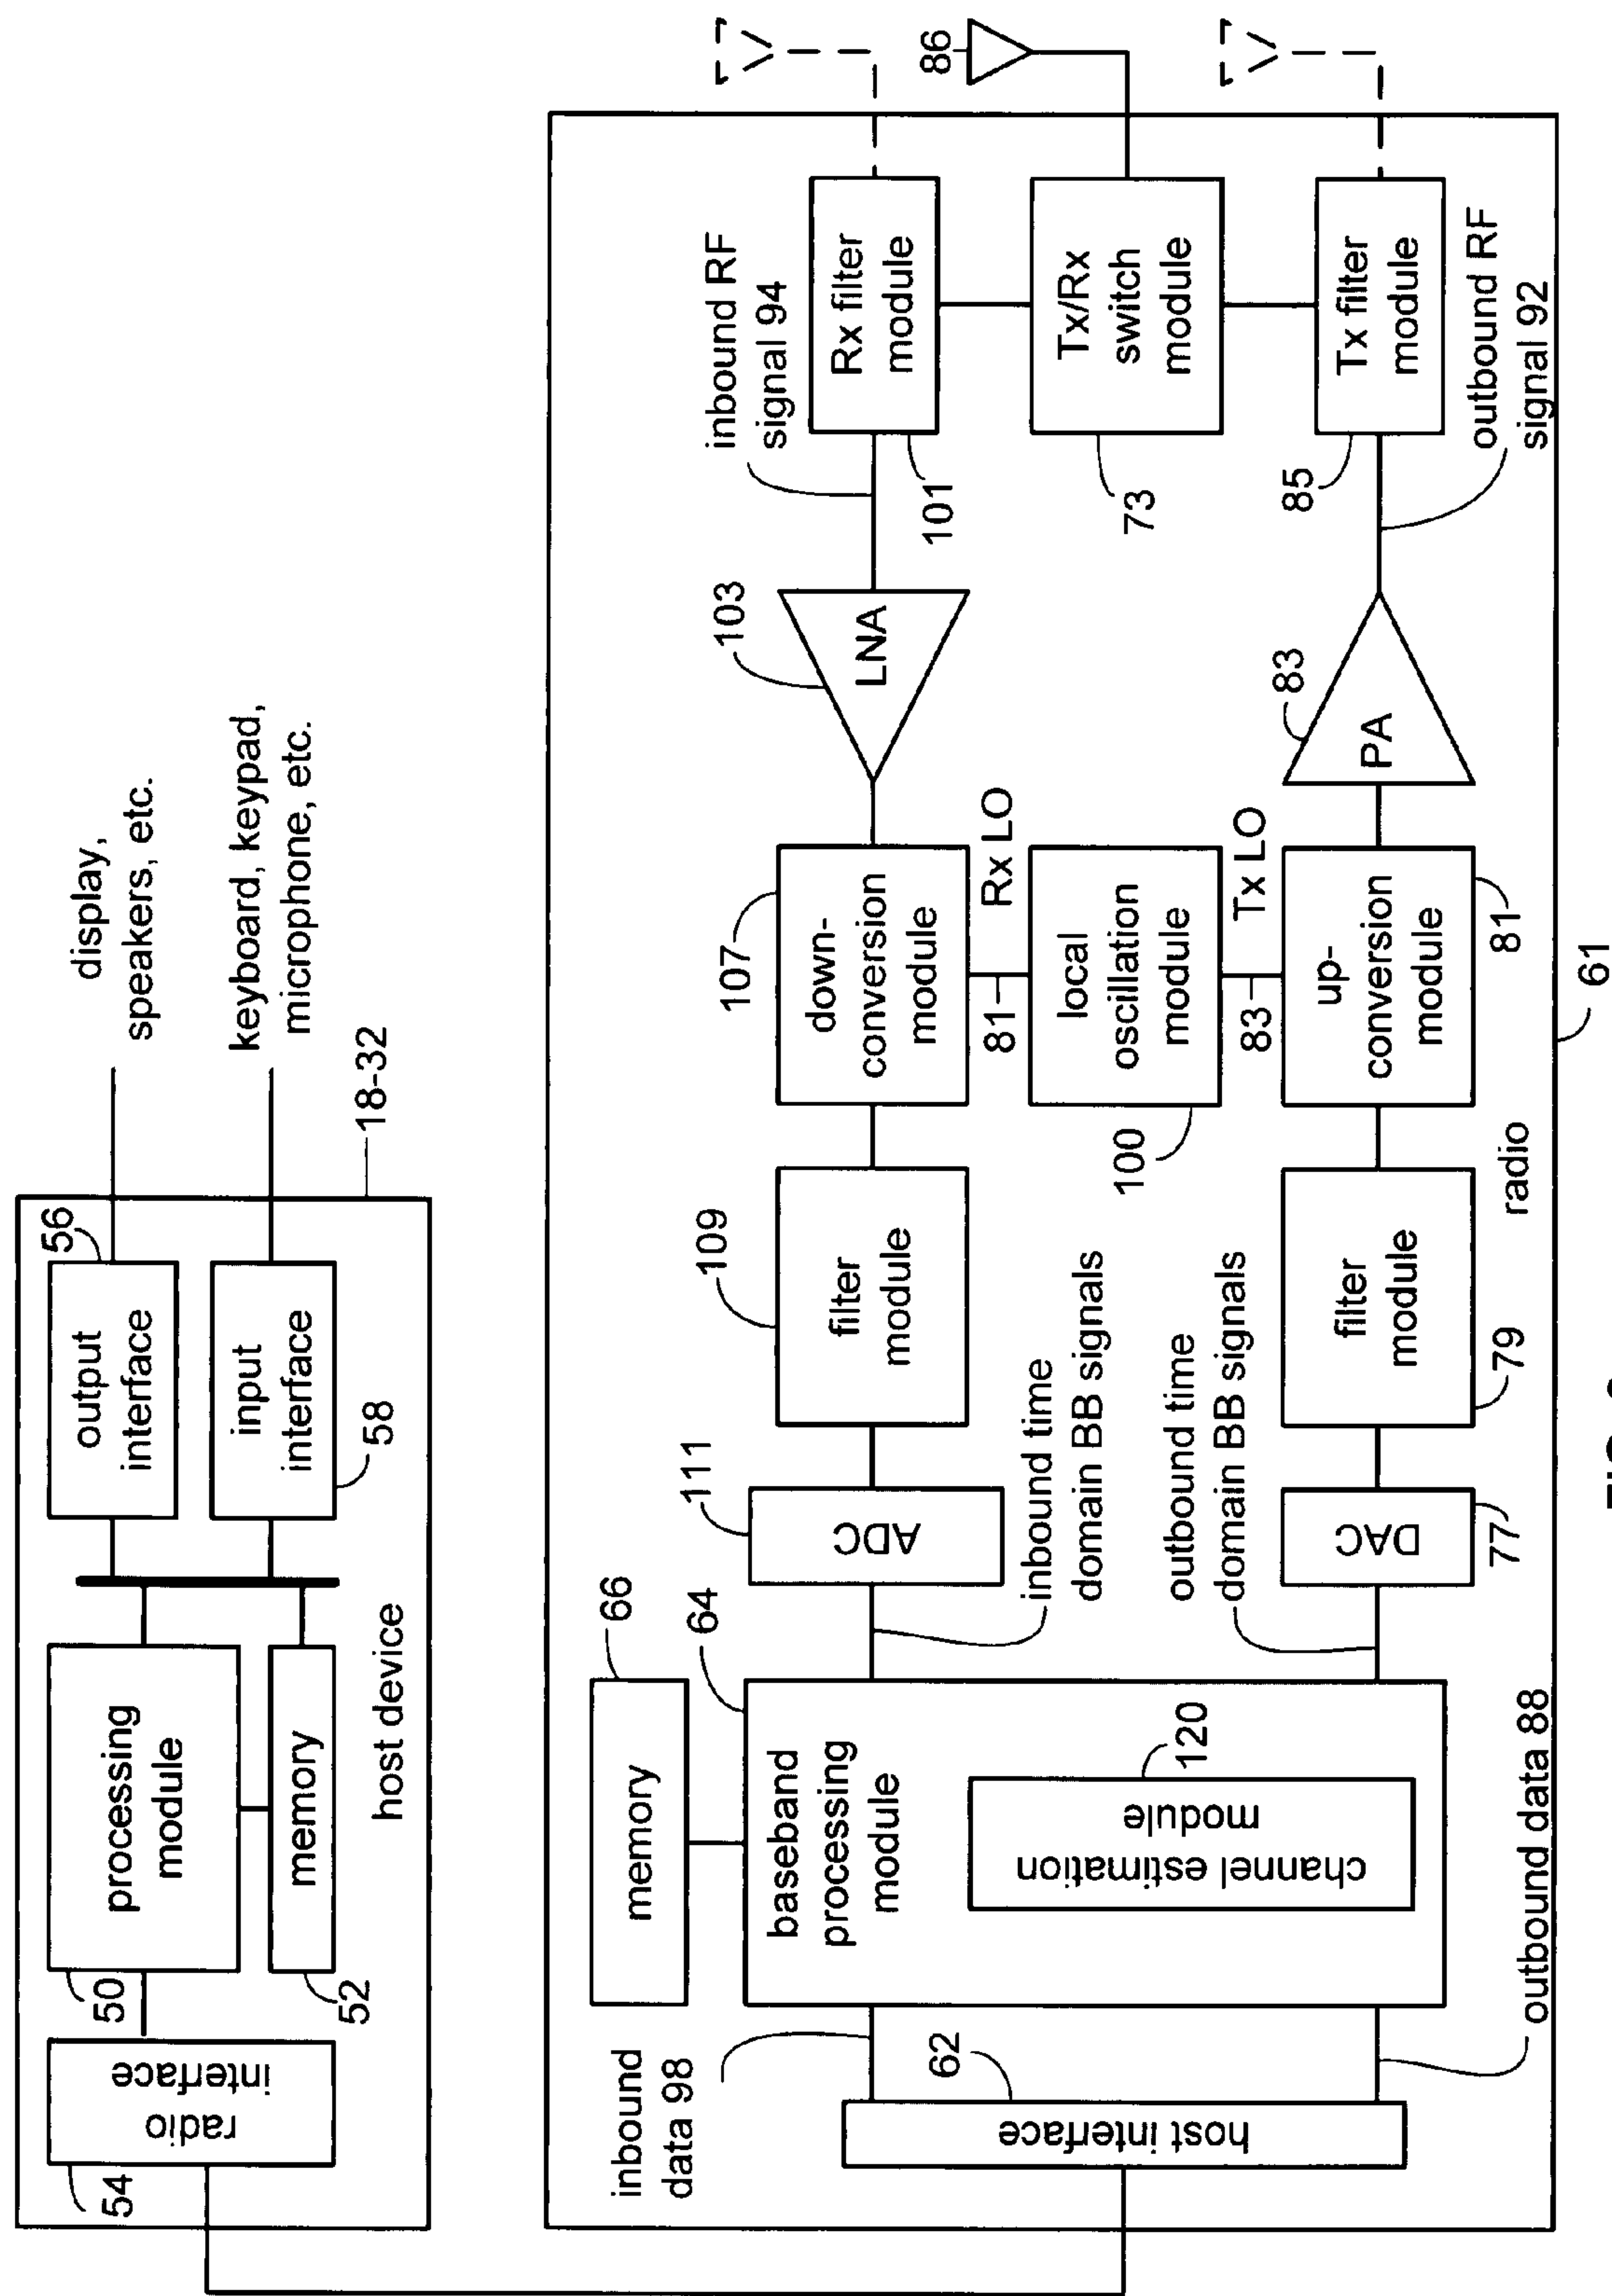 display,
speakers, etc.
keyboard, keypad,
microphone, etc.
18-32
56
output
interface
input
interface
58
processing
module
50
memory
52
host device
radio
interface
54
86
inbound RF
signal 94
Rx filter
module
101
Tx/Rx
switch
module
73
Tx filter
module
85
outbound RF
signal 92
103
LNA
83
PA
107
down-
conversion
module
81
Rx LO
local
oscillation
module
100
Tx LO
83
up-
conversion
module
81
109
filter
module
filter
module
79
radio
61
111
ADC
inbound time
domain BB signals
outbound time
domain BB signals
DAC
77
66
memory
64
baseband
processing
module
channel estimation
module
120
inbound
data 98
62
host interface
outbound data 88